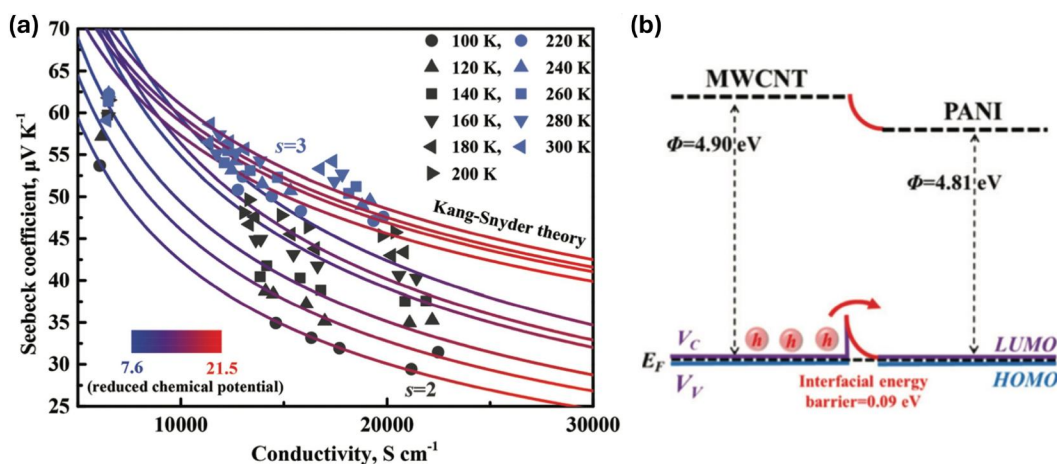 (a)
70
65
60
55
50
45
40
35
30
25
Seebeck coefficient, μV K⁻¹
100 K, 220 K
120 K, 240 K
140 K, 260 K
160 K, 280 K
180 K, 300 K
200 K
s=3
Kang-Snyder theory
7.6 21.5
(reduced chemical potential)
s=2
10000 20000 30000
Conductivity, S cm⁻¹
(b)
MWCNT
PANI
Φ=4.90 eV
Φ=4.81 eV
V_C
h h h
LUMO
E_F
V_V
HOMO
Interfacial energy
barrier=0.09 eV